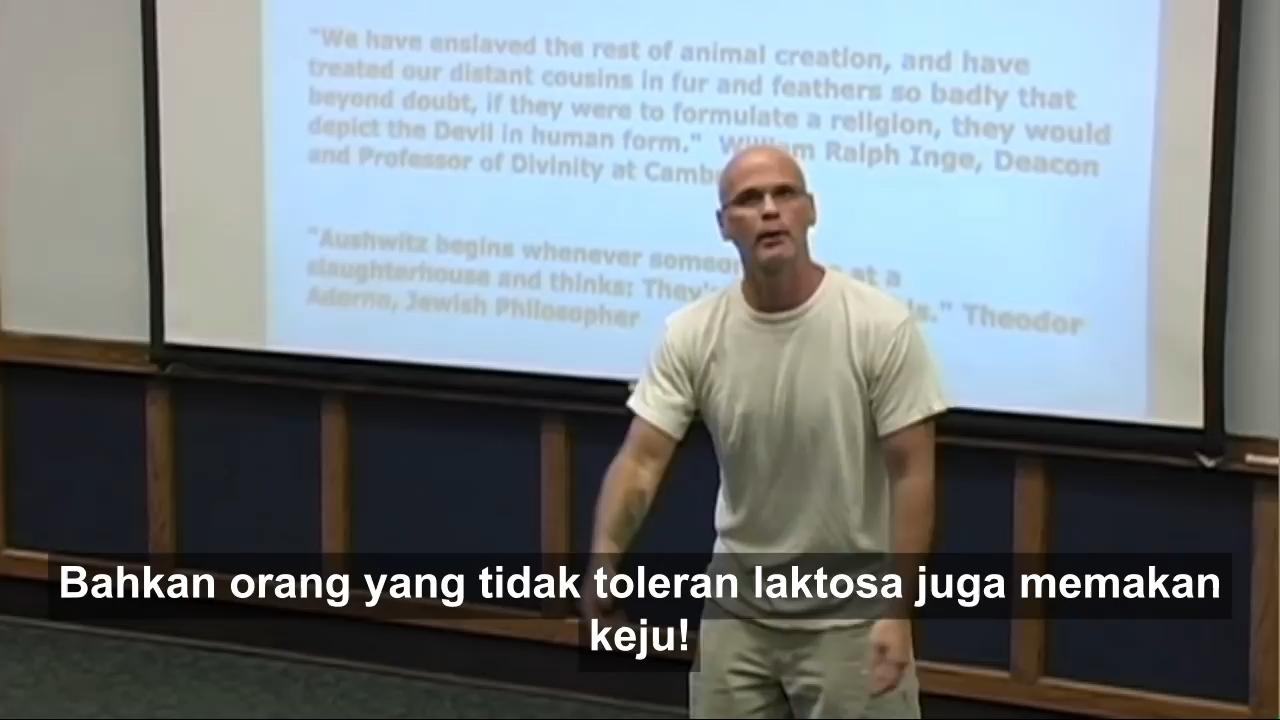 "We have enslaved the rest of animal creation, and have
treated our distant cousins in fur and feathers so badly that
beyond doubt, if they were to formulate a religion, they would
depict the Devil in human form." William Ralph Inge, Deacon
and Professor of Divinity at
"Aushwitz begins whenever at a
slaughterhouse and thinks: Theodor
Adorno, Jewish Philosopher
Bahkan orang yang tidak toleran laktosa juga memakan
keju!